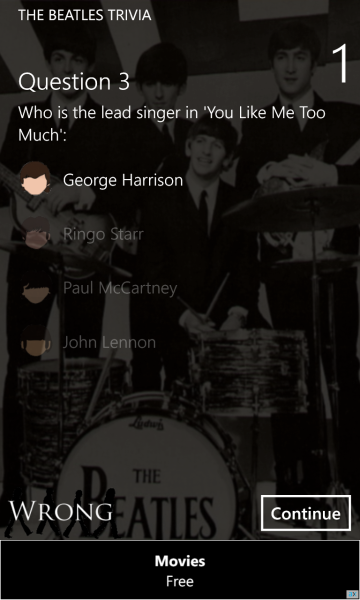 THE BEATLES TRIVIA
1
Question 3
Who is the lead singer in 'You Like Me Too
Much':
George Harrison
Ringo Starr
Paul McCartney
John Lennon
Ludwig
THE
BEATLES
WRONG
Continue
Movies
Free